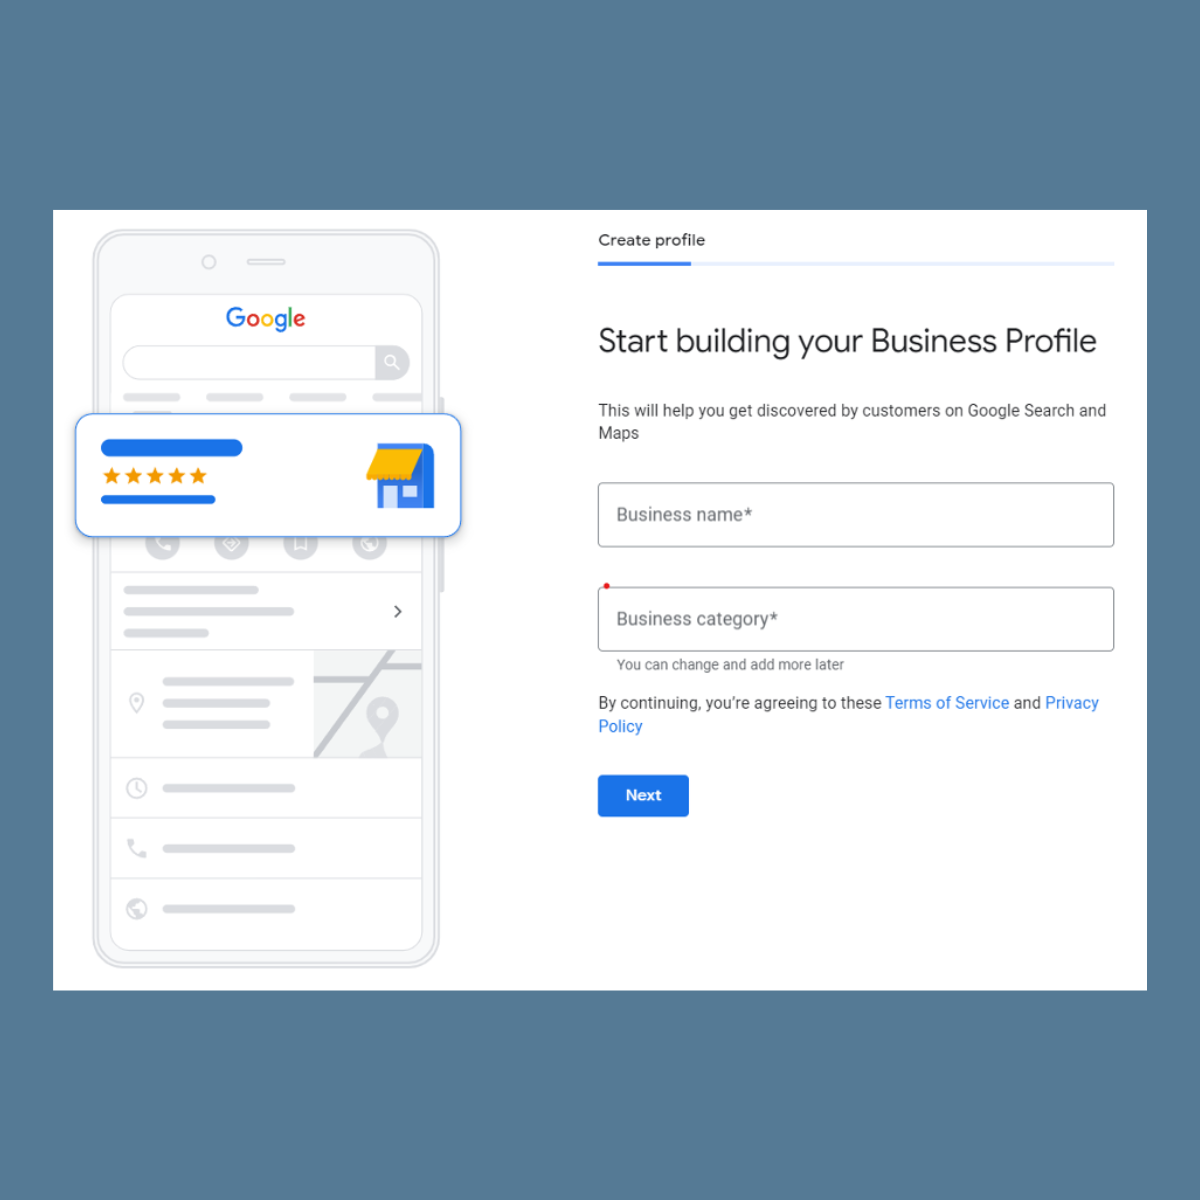 Google
Create profile
Start building your Business Profile
This will help you get discovered by customers on Google Search and
Maps
Business name*
Business category*
You can change and add more later
By continuing, you're agreeing to these Terms of Service and Privacy
Policy
Next